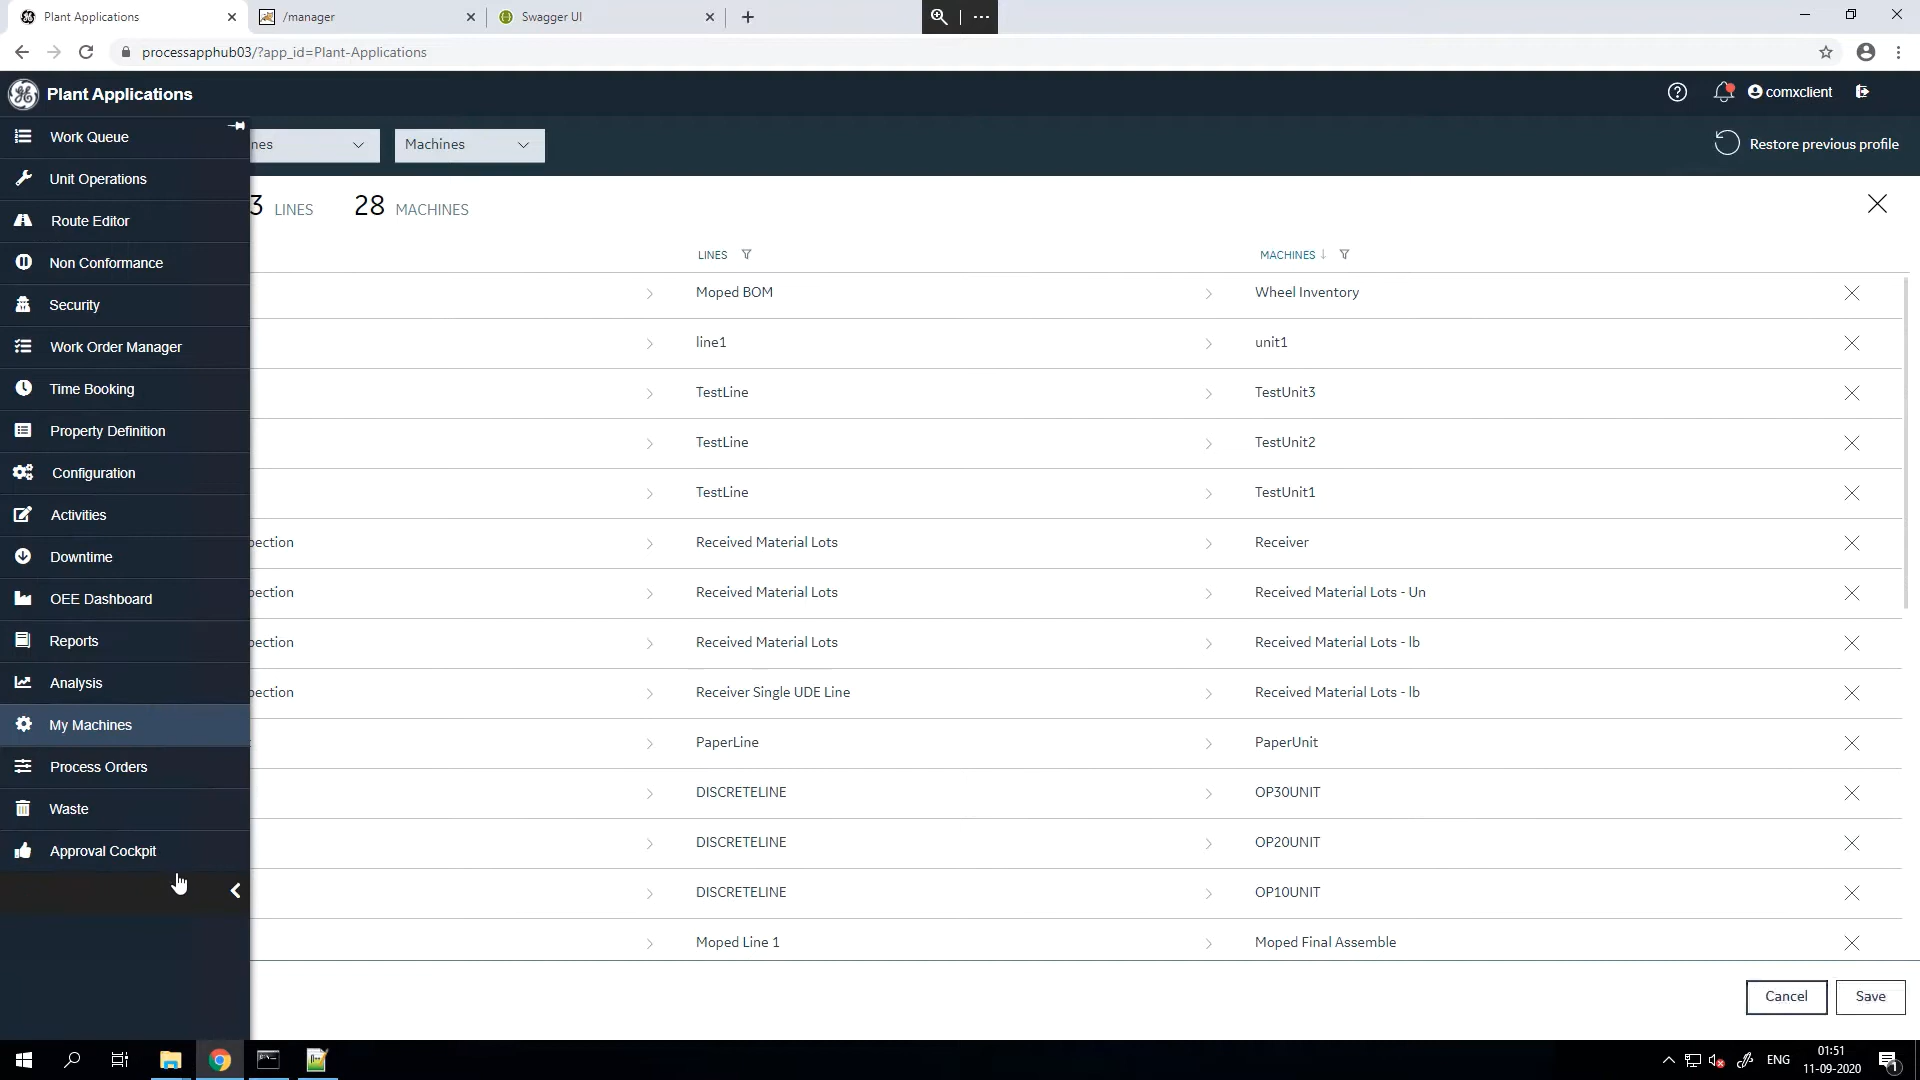 Plant Applications
/manager
Swagger UI
processapphub03/?app_id=Plant-Applications
Plant Applications
comxclient
Work Queue
Unit Operations
Route Editor
Non Conformance
Security
Work Order Manager
Time Booking
Property Definition
Configuration
Activities
Downtime
OEE Dashboard
Reports
Analysis
My Machines
Process Orders
Waste
Approval Cockpit
nes
Machines
Restore previous profile
3 LINES 28 MACHINES
LINES MACHINES
Moped BOM Wheel Inventory
line1 unit1
TestLine TestUnit3
TestLine TestUnit2
TestLine TestUnit1
pection Received Material Lots Receiver
pection Received Material Lots Received Material Lots - Un
pection Received Material Lots Received Material Lots - lb
pection Receiver Single UDE Line Received Material Lots - lb
PaperLine PaperUnit
DISCRETELINE OP30UNIT
DISCRETELINE OP20UNIT
DISCRETELINE OP10UNIT
Moped Line 1 Moped Final Assemble
Cancel Save
ENG
01:51
11-09-2020
1